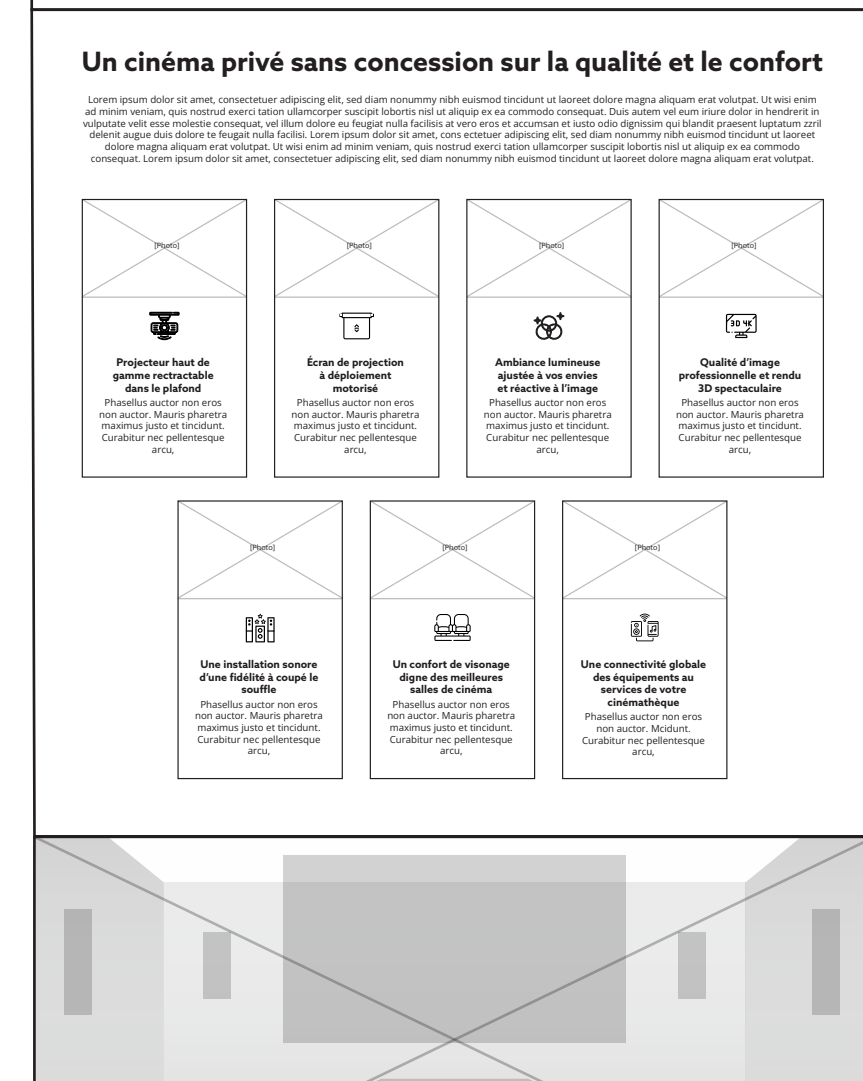 Un cinéma privé sans concession sur la qualité et le confort
Lorem ipsum dolor sit amet, consectetuer adipiscing elit, sed diam nonummy nibh euismod tincidunt ut laoreet dolore magna aliquam erat volutpat. Ut wisi enim
ad minim veniam, quis nostrud exerci tation ullamcorper suscipit lobortis nisl ut aliquip ex ea commodo consequat. Duis autem vel eum iriure dolor in hendrerit in
vulputate velit esse molestie consequat, vel illum dolore eu feugiat nulla facilisis at vero eros et accumsan et iusto odio dignissim qui blandit praesent luptatum zzril
delenit augue duis dolore te feugait nulla facilisi. Lorem ipsum dolor sit amet, cons ectetuer adipiscing elit, sed diam nonummy nibh euismod tincidunt ut laoreet
dolore magna aliquam erat volutpat. Ut wisi enim ad minim veniam, quis nostrud exerci tation ullamcorper suscipit lobortis nisl ut aliquip ex ea commodo
consequat. Lorem ipsum dolor sit amet, consectetuer adipiscing elit, sed diam nonummy nibh euismod tincidunt ut laoreet dolore magna aliquam erat volutpat.
[Photo]
Projecteur haut de
gamme rectractable
dans le plafond
Phasellus auctor non eros
non auctor. Mauris pharetra
maximus justo et tincidunt.
Curabitur nec pellentesque
arcu,
[Photo]
Écran de projection
à déploiement
motorisé
Phasellus auctor non eros
non auctor. Mauris pharetra
maximus justo et tincidunt.
Curabitur nec pellentesque
arcu,
[Photo]
Ambiance lumineuse
ajustée à vos envies
et réactive à l'image
Phasellus auctor non eros
non auctor. Mauris pharetra
maximus justo et tincidunt.
Curabitur nec pellentesque
arcu,
[Photo]
3D 4K
Qualité d'image
professionnelle et rendu
3D spectaculaire
Phasellus auctor non eros
non auctor. Mauris pharetra
maximus justo et tincidunt.
Curabitur nec pellentesque
arcu,
[Photo]
Une installation sonore
d'une fidélité à coupé le
souffle
Phasellus auctor non eros
non auctor. Mauris pharetra
maximus justo et tincidunt.
Curabitur nec pellentesque
arcu,
[Photo]
Un confort de visonage
digne des meilleures
salles de cinéma
Phasellus auctor non eros
non auctor. Mauris pharetra
maximus justo et tincidunt.
Curabitur nec pellentesque
arcu,
[Photo]
Une connectivité globale
des équipements au
services de votre
cinémathèque
Phasellus auctor non eros
non auctor. Mcidunt.
Curabitur nec pellentesque
arcu,